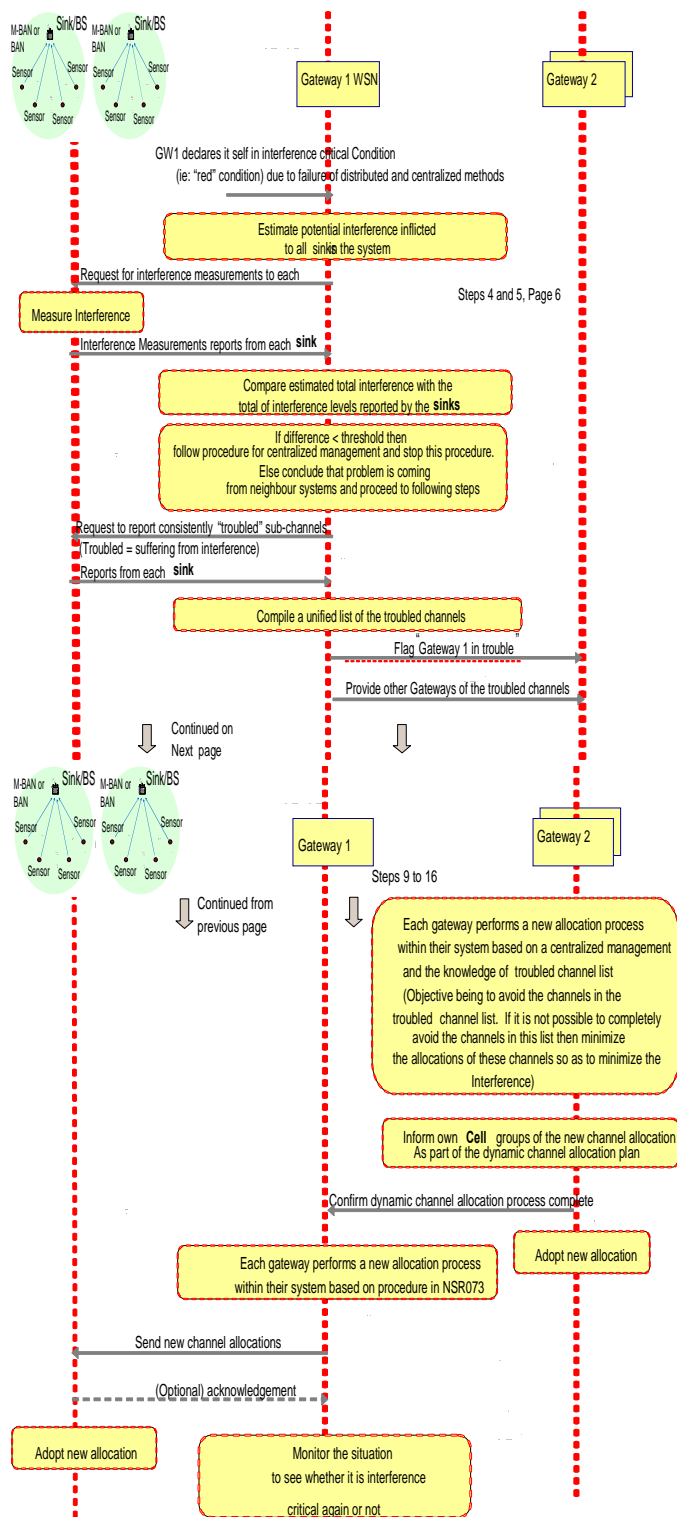 M-BAN or
BAN
Sink/BS
Sensor
Sensor
Sensor
Sensor
M-BAN or
BAN
Sink/BS
Sensor
Sensor
Sensor
Sensor
Gateway 1 WSN
Gateway 2
GW1 declares it self in interference critical Condition
(ie: “red” condition) due to failure of distributed and centralized methods
Estimate potential interference inflicted
to all sinks in the system
Request for interference measurements to each
Steps 4 and 5, Page 6
Measure Interference
Interference Measurements reports from each sink
Compare estimated total interference with the
total of interference levels reported by the sinks
If difference < threshold then
follow procedure for centralized management and stop this procedure.
Else conclude that problem is coming
from neighbour systems and proceed to following steps
Request to report consistently “troubled” sub-channels
(Troubled = suffering from interference)
Reports from each sink
Compile a unified list of the troubled channels
“ ”
Flag Gateway 1 in trouble
Provide other Gateways of the troubled channels
Continued on
Next page
M-BAN or
BAN
Sink/BS
Sensor
Sensor
Sensor
Sensor
M-BAN or
BAN
Sink/BS
Sensor
Sensor
Sensor
Sensor
Gateway 1
Gateway 2
Steps 9 to 16
Continued from
previous page
Each gateway performs a new allocation process
within their system based on a centralized management
and the knowledge of troubled channel list
(Objective being to avoid the channels in the
troubled channel list. If it is not possible to completely
avoid the channels in this list then minimize
the allocations of these channels so as to minimize the
Interference)
Inform own Cell groups of the new channel allocation
As part of the dynamic channel allocation plan
Confirm dynamic channel allocation process complete
Adopt new allocation
Each gateway performs a new allocation process
within their system based on procedure in NSR073
Send new channel allocations
(Optional) acknowledgement
Adopt new allocation
Monitor the situation
to see whether it is interference
critical again or not